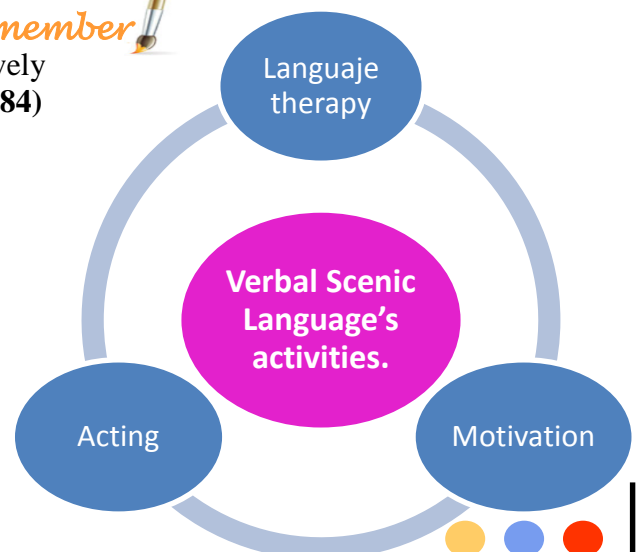 member
vely
84)
Languaje
therapy
Verbal Scenic
Language’s
activities.
Acting
Motivation